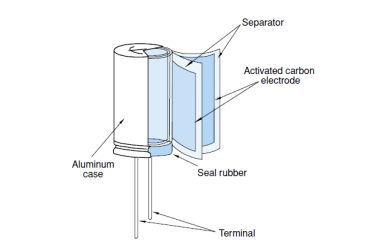 Separator
Activated carbon
electrode
Aluminum
case
Seal rubber
Terminal